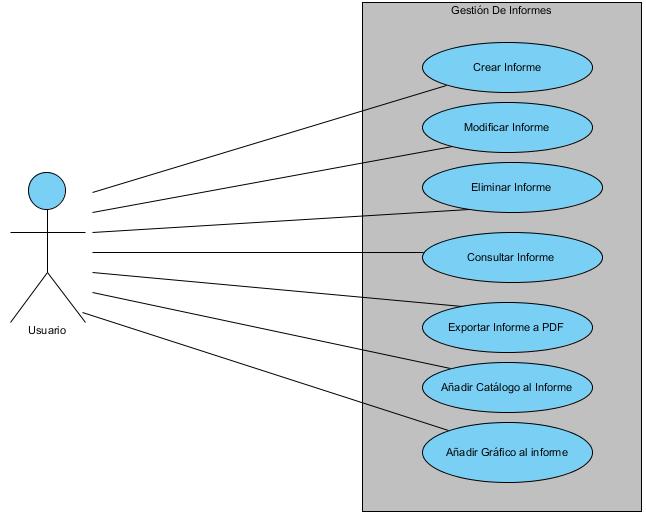 Gestión De Informes
Crear Informe
Modificar Informe
Eliminar Informe
Consultar Informe
Exportar Informe a PDF
Añadir Catálogo al Informe
Añadir Gráfico al informe
Usuario